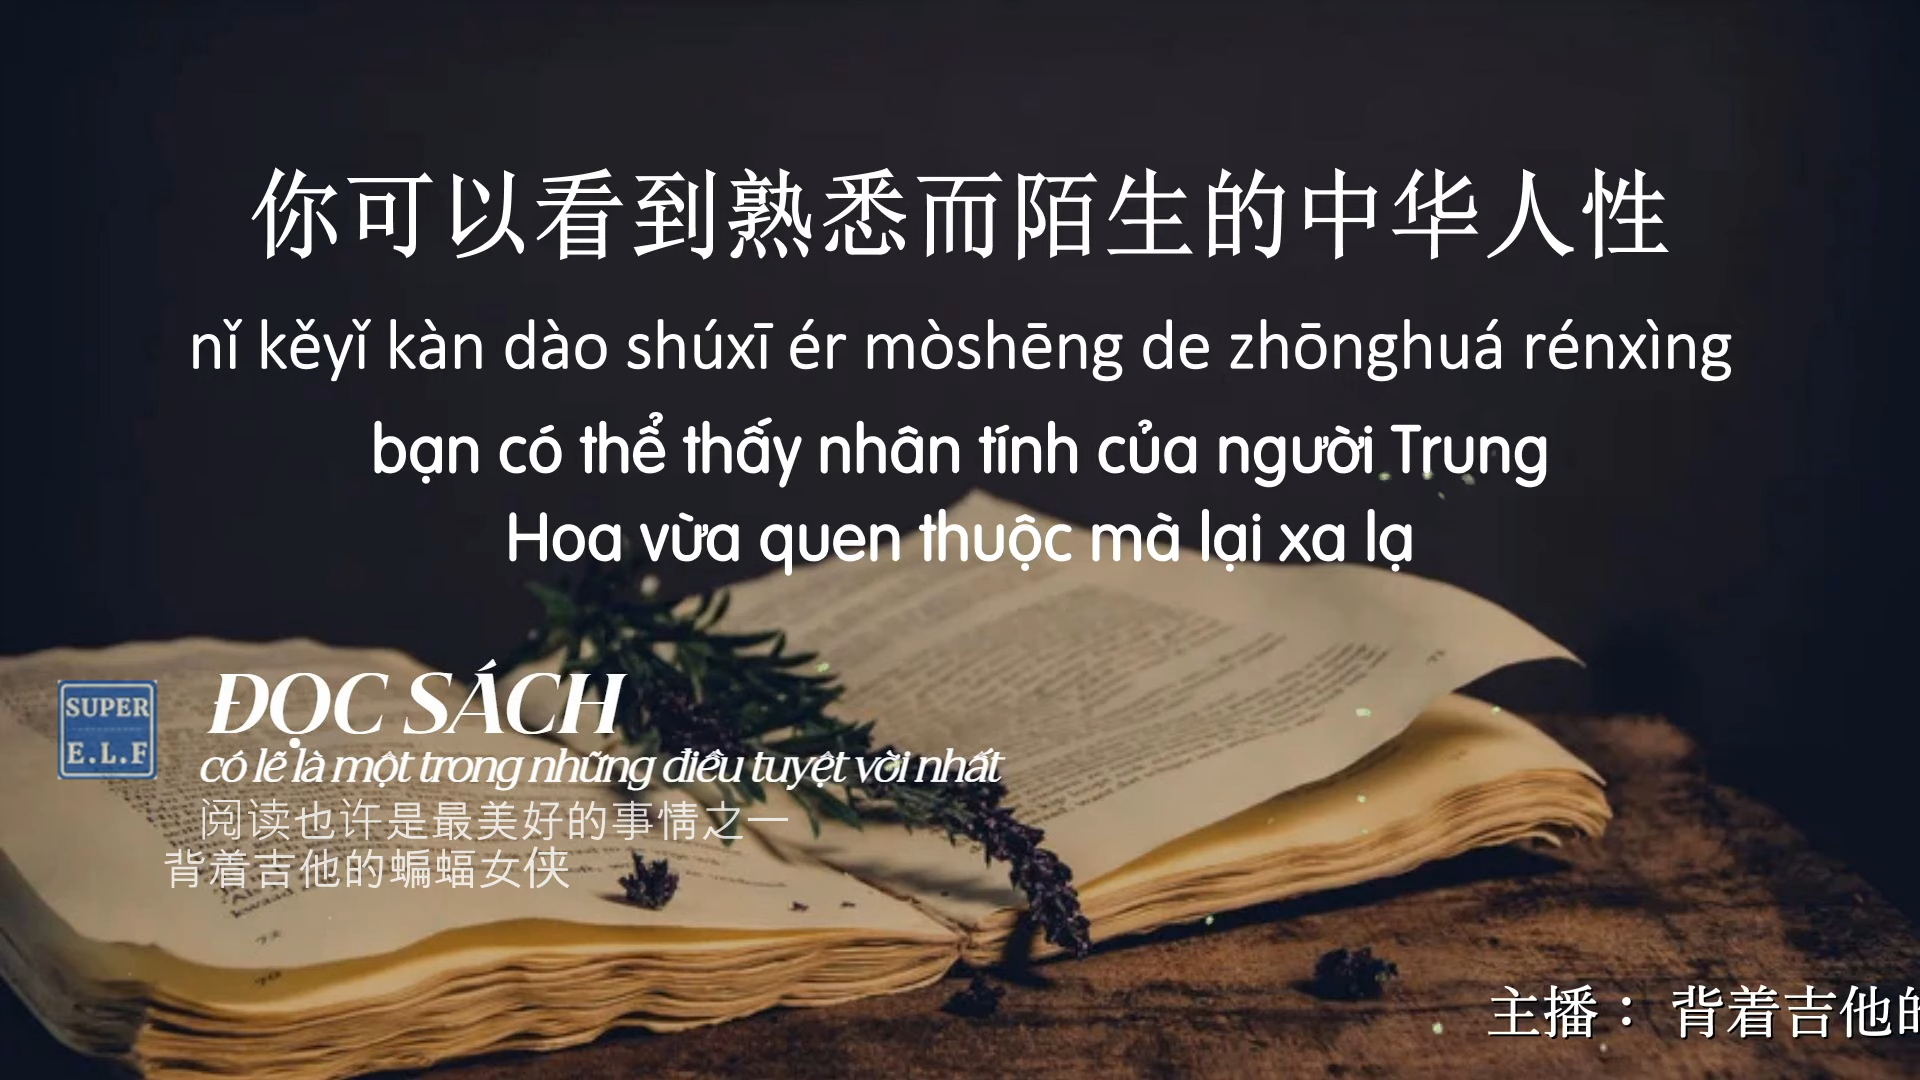 你可以看到熟悉而陌生的中华人性
nǐ kěyǐ kàn dào shúxī ér mòshēng de zhōnghuá rénxìng
bạn có thể thấy nhân tính của người Trung
Hoa vừa quen thuộc mà lại xa lạ
SUPER
E.L.F
ĐỌC SÁCH
có lẽ là một trong những điều tuyệt vời nhất
阅读也许是最美好的事情之一
背着吉他的蝙蝠女侠
主播：背着吉他的